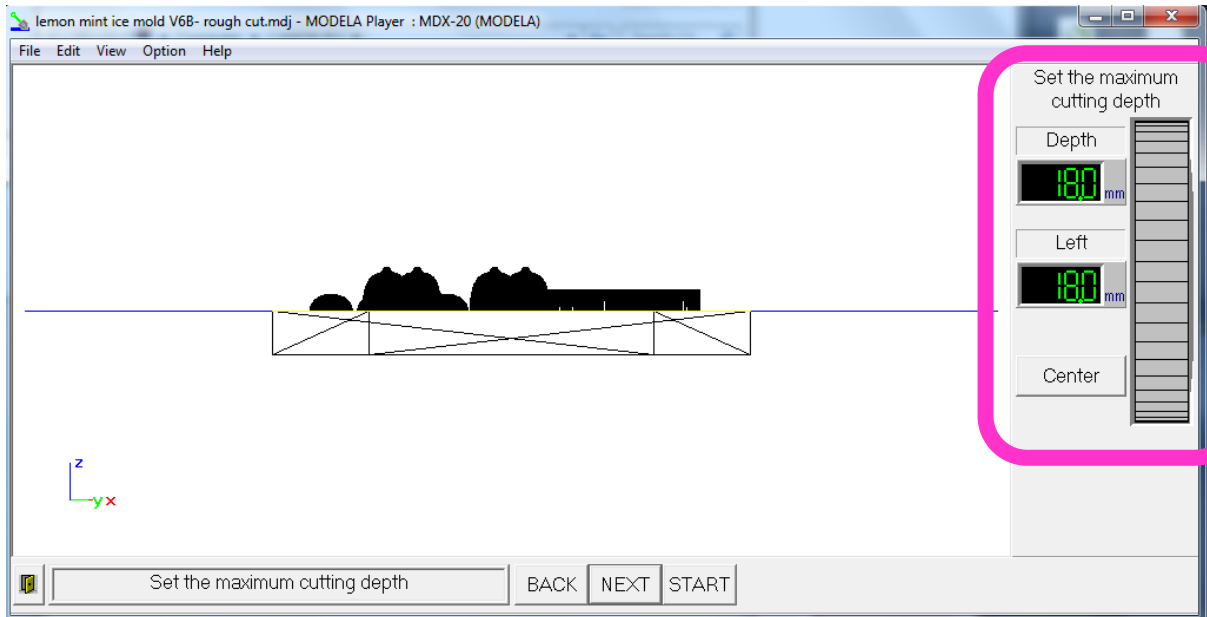 lemon mint ice mold V6B- rough cut.mdj - MODELA Player : MDX-20 (MODELA)
File Edit View Option Help
Set the maximum
cutting depth
Depth
18.0 mm
Left
18.0 mm
Center
z
y x
Set the maximum cutting depth
BACK NEXT START